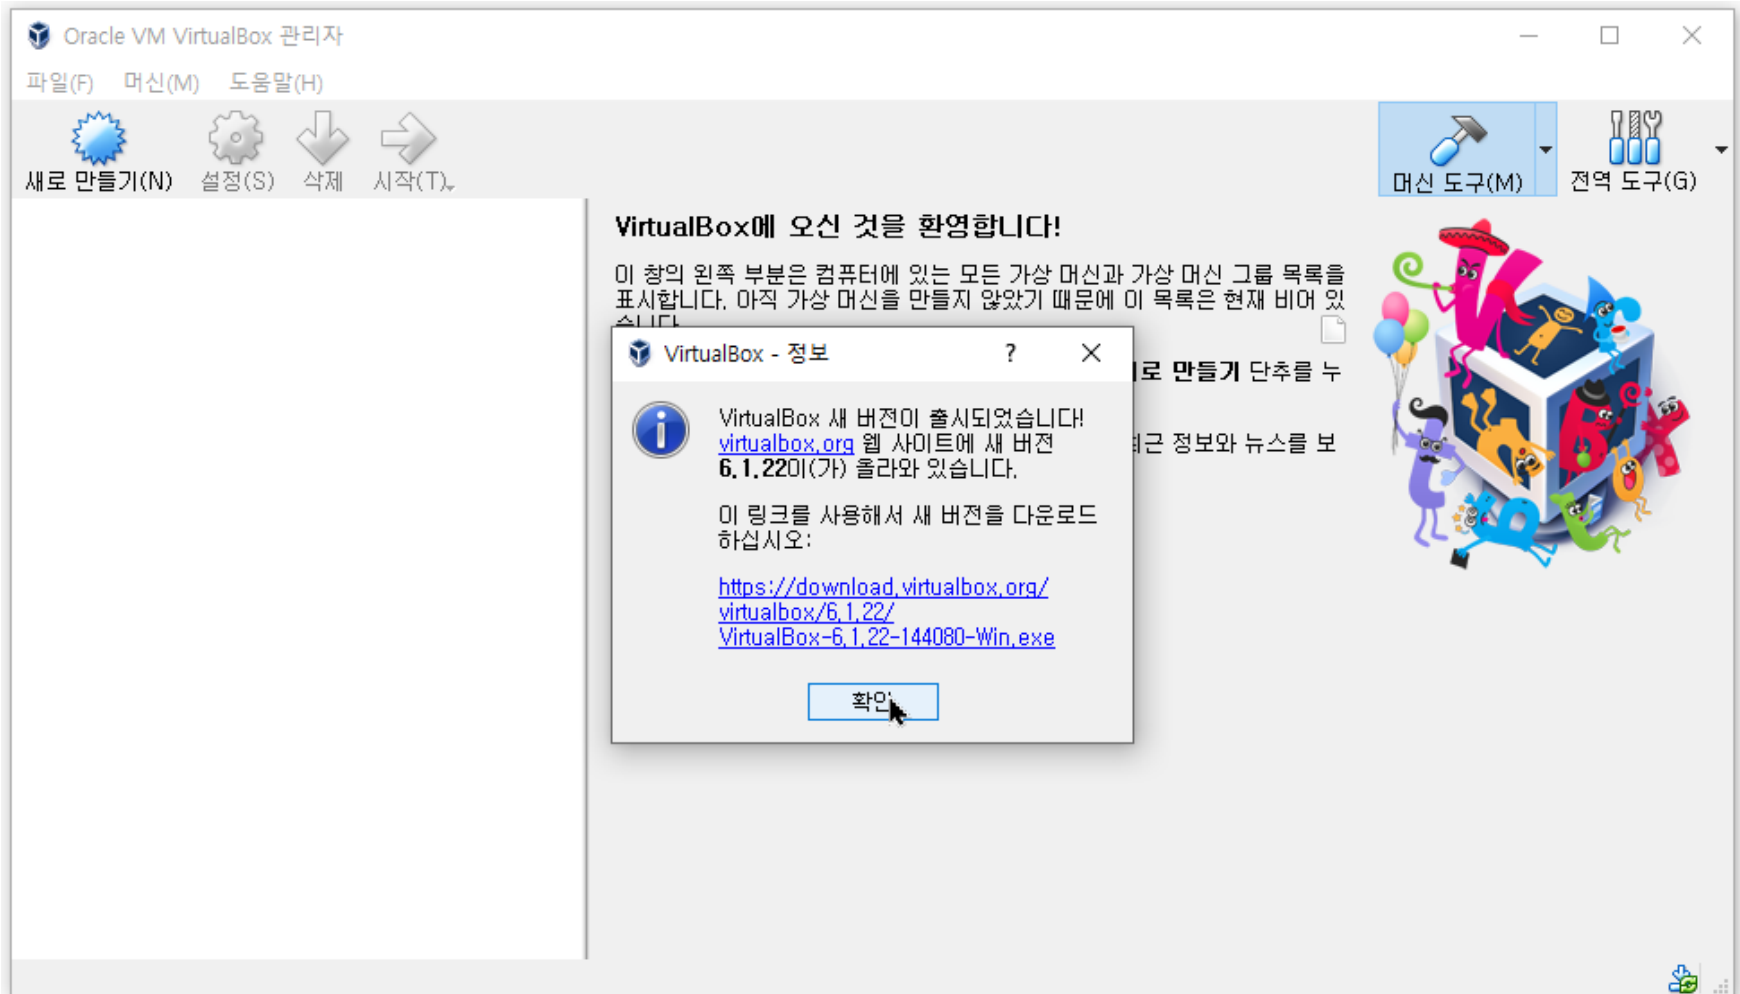 Oracle VM VirtualBox 관리자
파일(F) 머신(M) 도움말(H)
새로 만들기(N) 설정(S) 삭제 시작(T) 머신 도구(M) 전역 도구(G)
VirtualBox에 오신 것을 환영합니다!
이 창의 왼쪽 부분은 컴퓨터에 있는 모든 가상 머신과 가상 머신 그룹 목록을
표시합니다. 아직 가상 머신을 만들지 않았기 때문에 이 목록은 현재 비어 있
습니다.
로 만들기 단추를 누
최근 정보와 뉴스를 보
VirtualBox - 정보
VirtualBox 새 버전이 출시되었습니다!
virtualbox.org 웹 사이트에 새 버전
6.1.22이(가) 올라와 있습니다.
이 링크를 사용해서 새 버전을 다운로드
하십시오:
https://download.virtualbox.org/
virtualbox/6.1.22/
VirtualBox-6.1.22-144080-Win.exe
확인